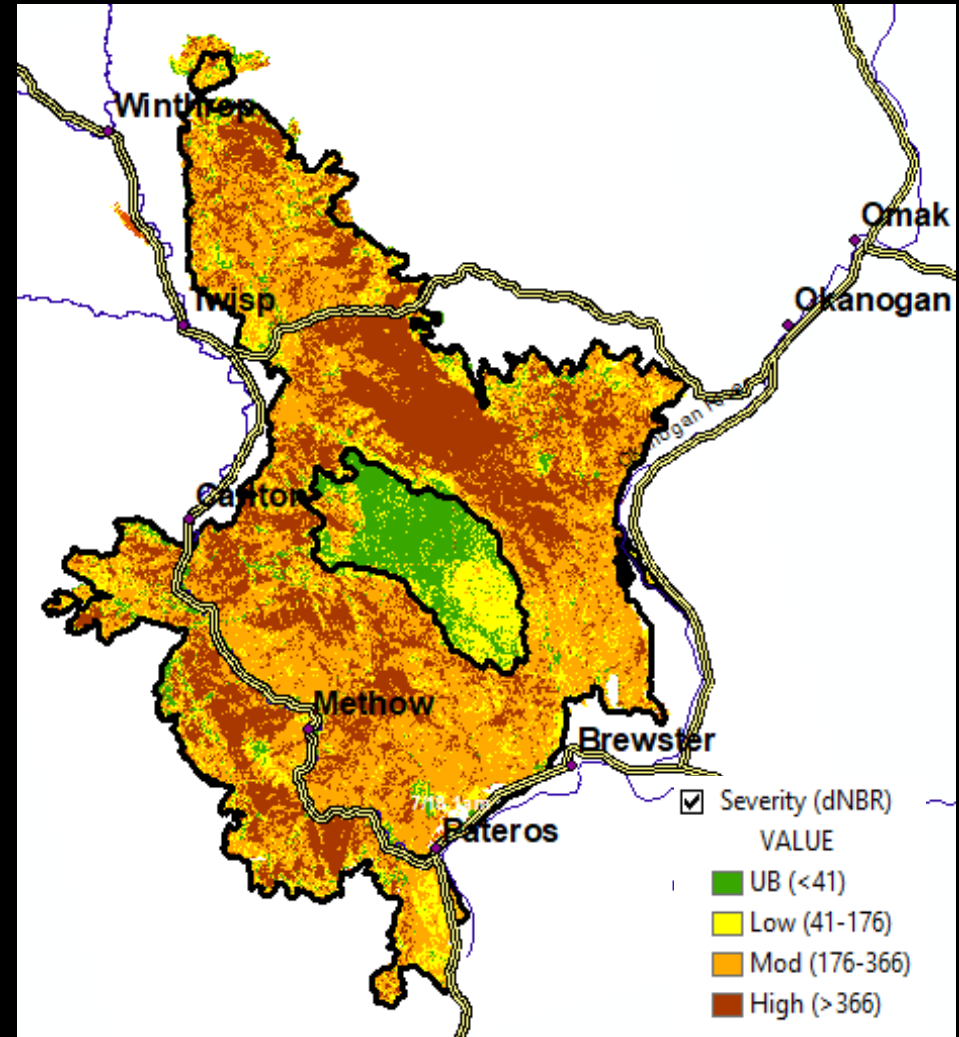 Winthrop
Omak
Twisp
Okanogan
Carlton
Methow
Brewster
Pateros
Severity (dNBR)
VALUE
UB (<41)
Low (41-176)
Mod (176-366)
High (>366)